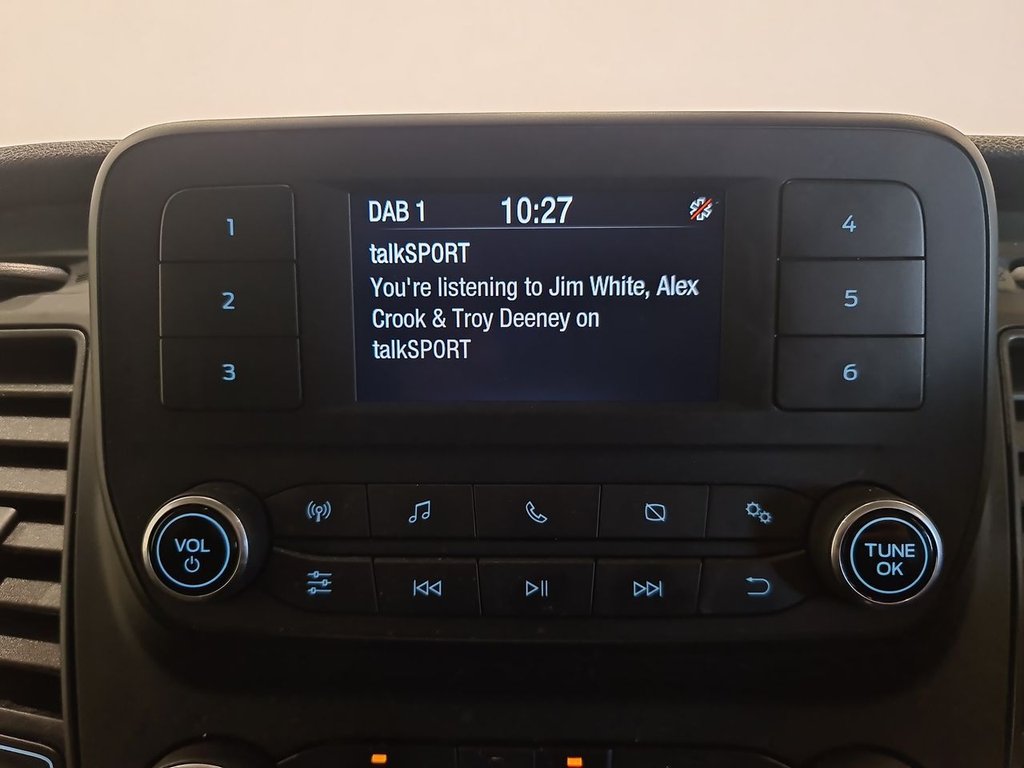 DAB 1 10:27
talkSPORT
You're listening to Jim White, Alex
Crook & Troy Deeney on
talkSPORT
1
2
3
4
5
6
VOL
TUNE
OK